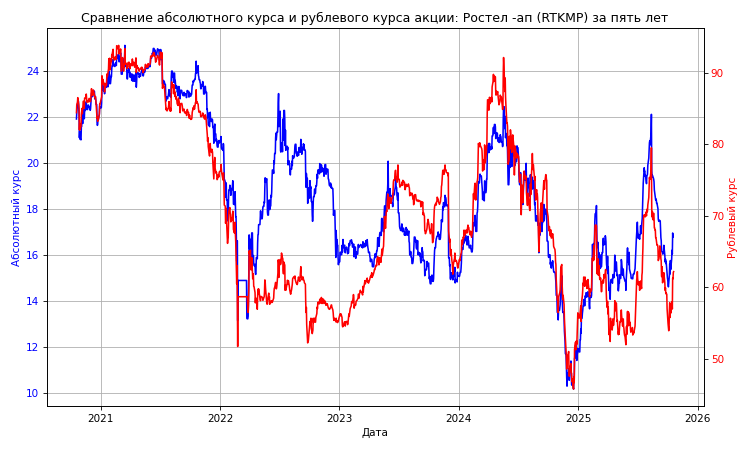 Сравнение абсолютного курса и рублевого курса акции: Ростел -ап (RTKMP) за пять лет
24
22
20
18
16
14
12
10
Абсолютный курс
90
80
70
60
50
Рублевый курс
2021 2022 2023 2024 2025 2026
Дата